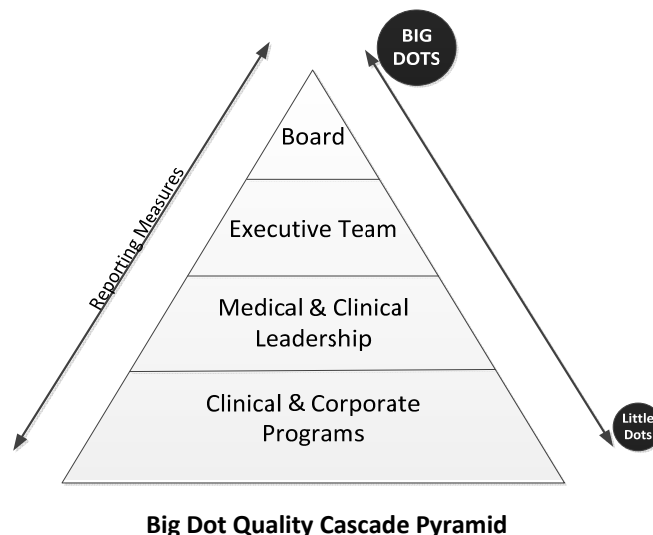 BIG
DOTS
Board
Reporting Measures
Executive Team
Medical & Clinical
Leadership
Clinical & Corporate
Programs
Little
Dots
Big Dot Quality Cascade Pyramid